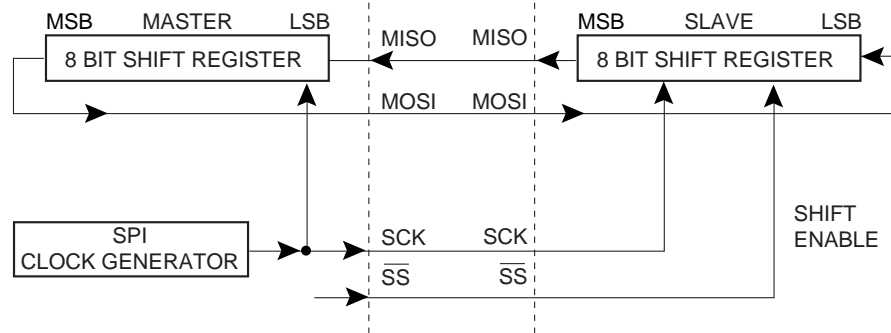 MSB MASTER LSB
8 BIT SHIFT REGISTER
MISO MISO
MSB SLAVE LSB
8 BIT SHIFT REGISTER
MOSI MOSI
SPI
CLOCK GENERATOR
SCK SCK
SS SS
SHIFT
ENABLE